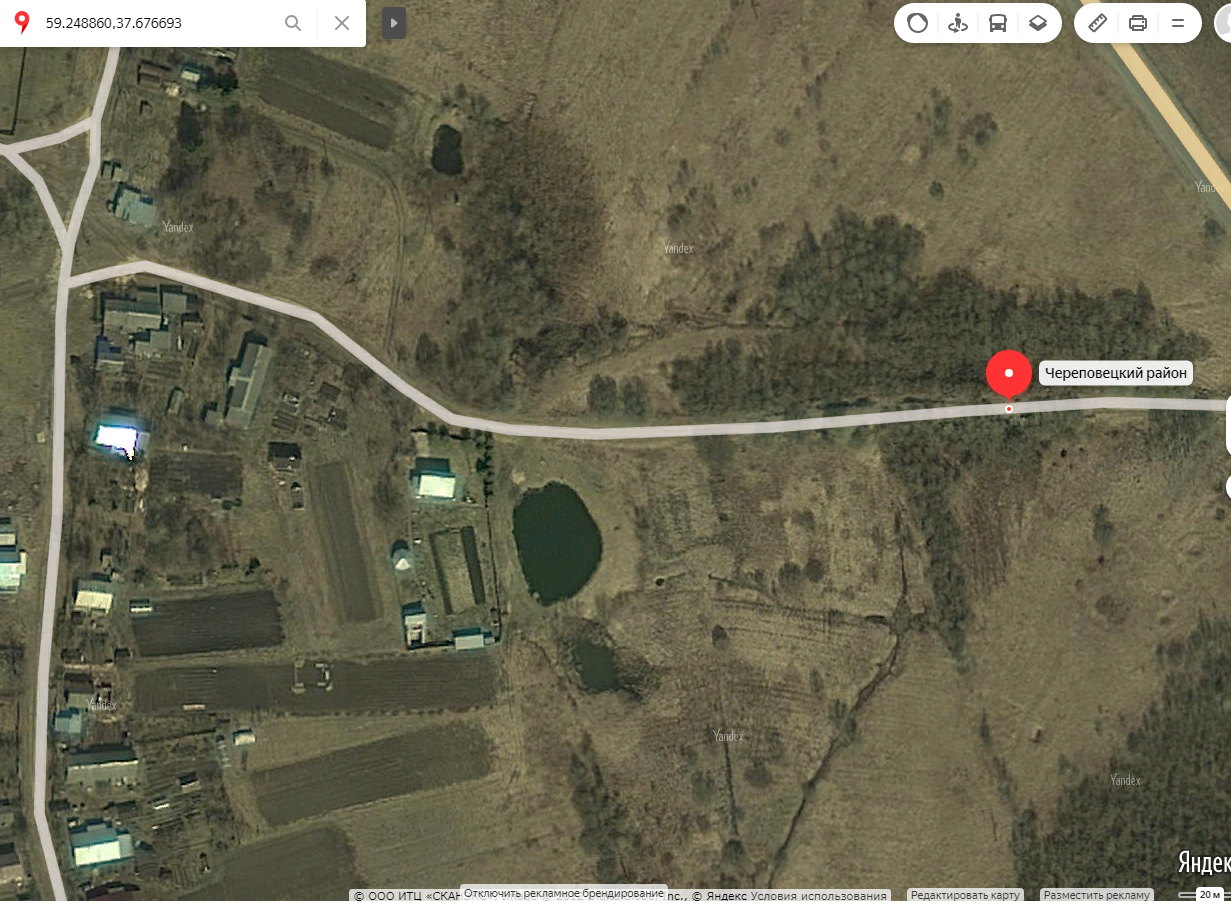 59.248860,37.676693
Yandex
Yandex
Yandex
Череповецкий район
Yandex
Yandex
Yandex
Яндек
20 м
Отключить рекламное брендирование
© ООО ИТЦ «СКАН nc., © Яндекс Условия использования
Редактировать карту
Разместить рекламу